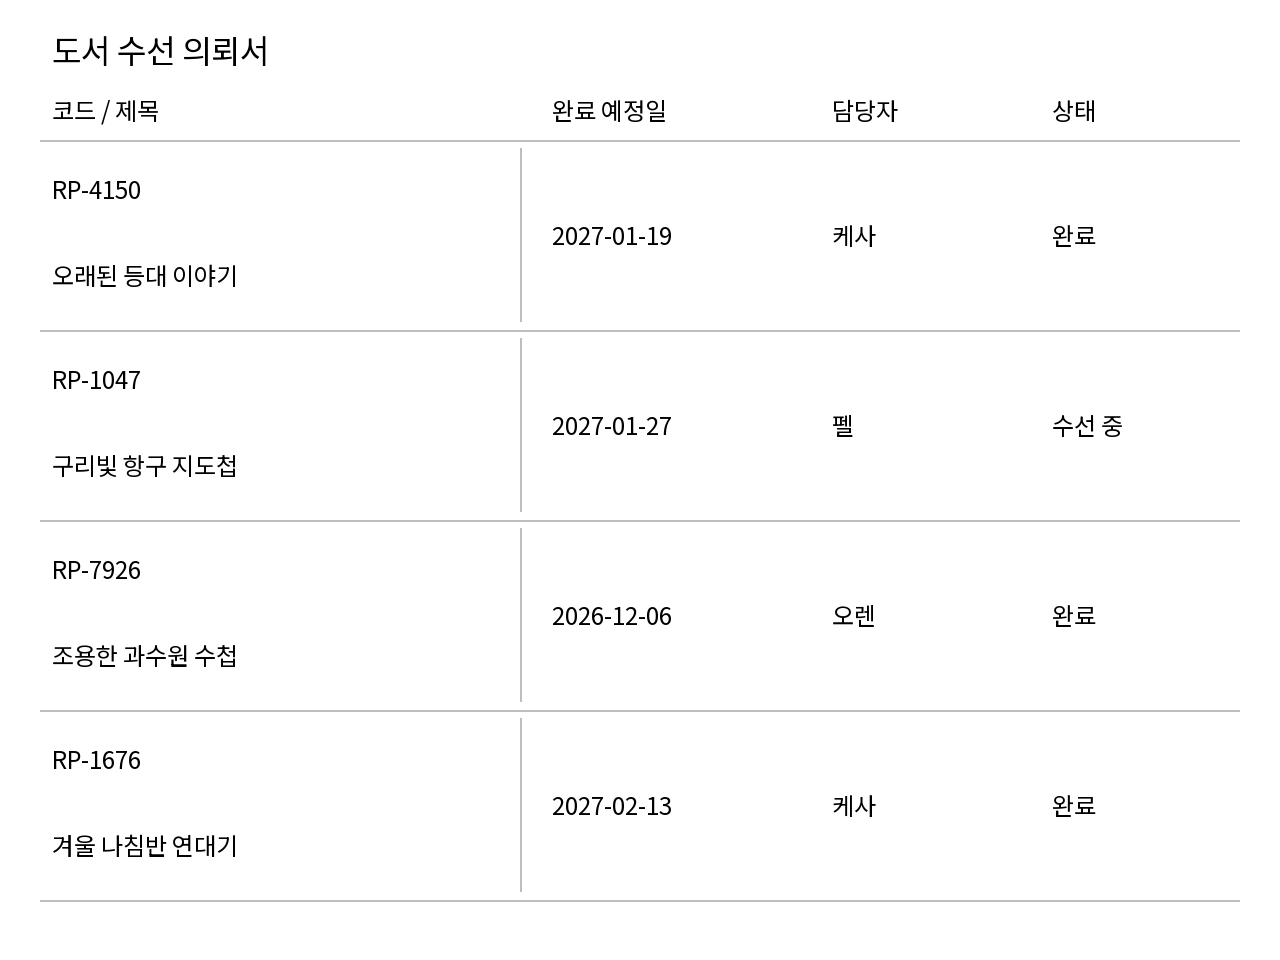 도서 수선 의뢰서
코드 / 제목 완료 예정일 담당자 상태
RP-4150
오래된 등대 이야기
2027-01-19 케사 완료
RP-1047
구리빛 항구 지도첩
2027-01-27 펠 수선 중
RP-7926
조용한 과수원 수첩
2026-12-06 오렌 완료
RP-1676
겨울 나침반 연대기
2027-02-13 케사 완료